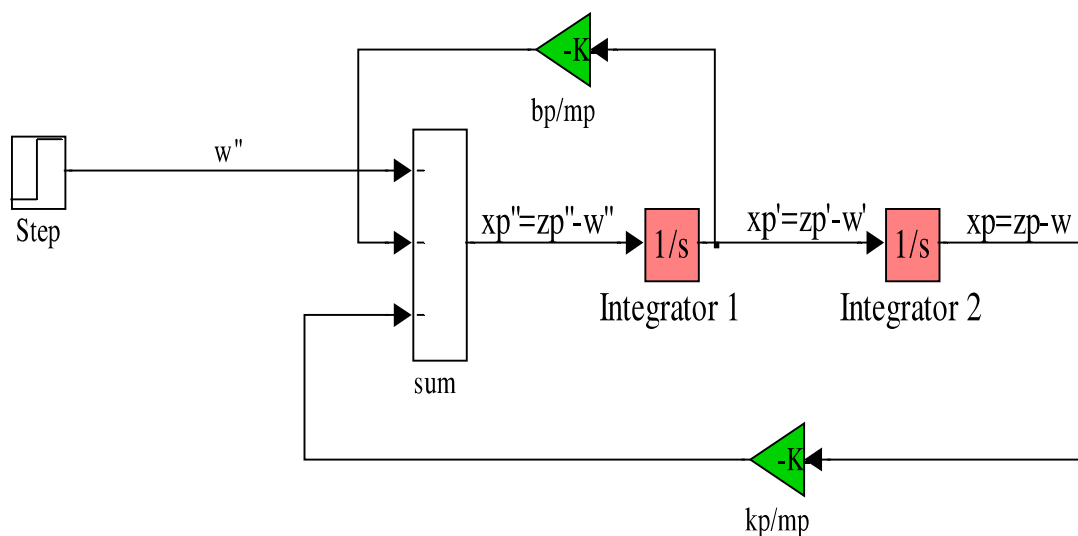 -K
bp/mp
w"
Step
-
-
-
sum
xp"=zp"-w"
1/s
Integrator 1
xp'=zp'-w'
1/s
Integrator 2
xp=zp-w
-K
kp/mp